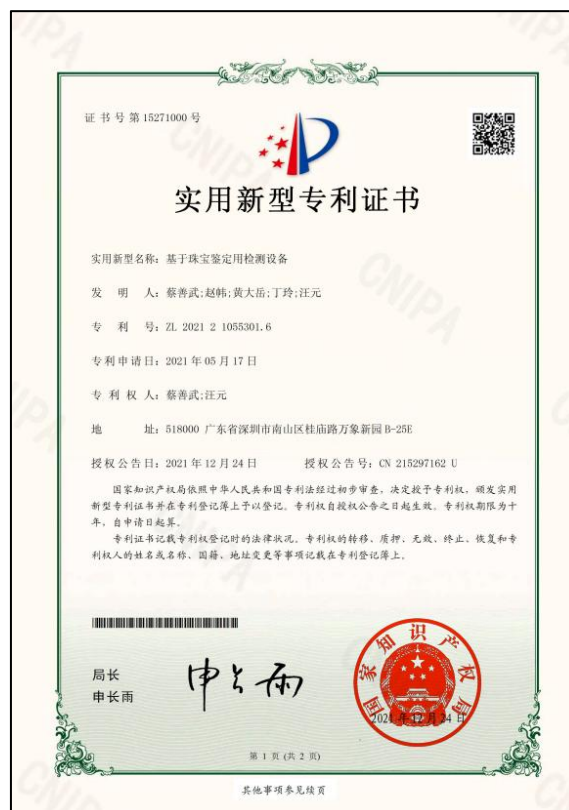 证书号第15271000号
实用新型专利证书
实用新型名称：基于珠宝鉴定用检测设备
发明人：蔡善武;赵韩;黄大岳;丁玲;汪元
专利号：ZL 2021 2 1055301.6
专利申请日：2021年05月17日
专利权人：蔡善武;汪元
地址：518000 广东省深圳市南山区桂庙路万象新园B-25E
授权公告日：2021年12月24日 授权公告号：CN 215297162 U
国家知识产权局依照中华人民共和国专利法经过初步审查，决定授予专利权，颁发实用
新型专利证书并在专利登记簿上予以登记。专利权自授权公告之日起生效。专利权期限为十
年，自申请日起算。
专利证书记载专利权登记时的法律状况。专利权的转移、质押、无效、终止、恢复和专
利权人的姓名或名称、国籍、地址变更等事项记载在专利登记簿上。
局长
申长雨
申长雨
国家知识产权局
2021年12月24日
第1页(共2页)
其他事项参见续页
CNIPA
CNIPA
CNIPA